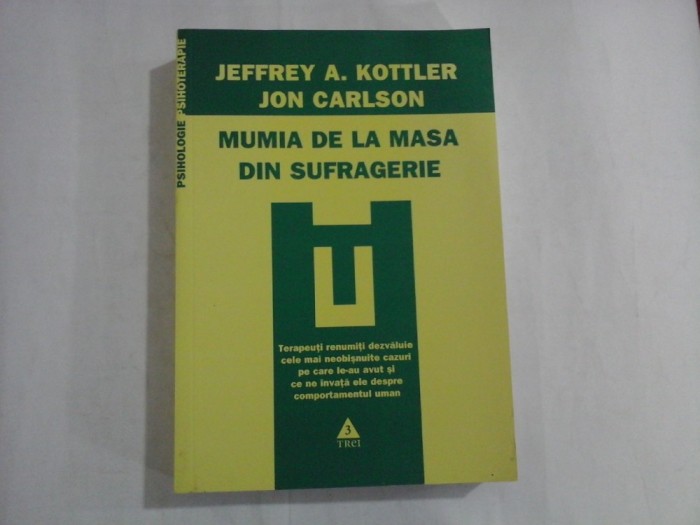 PSIHOLOGIE PSIHOTERAPIE
JEFFREY A. KOTTLER
JON CARLSON
MUMIA DE LA MASA
DIN SUFRAGERIE
Terapeuți renumiți dezvăluie
cele mai neobișnuite cazuri
pe care le-au avut și
ce ne învață ele despre
comportamentul uman
3
TREI